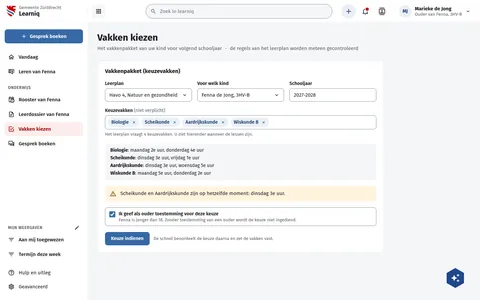 Gemeente Zuiddrecht
Learniq
Zoek in learniq
MJ
Marieke de Jong
Ouder van Fenna, 3HV-B
Gesprek boeken
Vandaag
Leren van Fenna
ONDERWIJS
Rooster van Fenna
Leerdossier van Fenna
Vakken kiezen
Gesprek boeken
MIJN WEERGAVEN
Aan mij toegewezen
Termijn deze week
Hulp en uitleg
Gegevens
Vakken kiezen
Het vakkenpakket van uw kind voor volgend schooljaar · de regels van het leerplan worden meteen gecontroleerd
Vakkenpakket (keuzevakken)
Leerplan
Voor welk kind
Schooljaar
Havo 4, Natuur en gezondheid
Fenna de Jong, 3HV-B
2027-2028
Keuzevakken (niet verplicht)
Biologie ×
Scheikunde ×
Aardrijkskunde ×
Wiskunde B ×
Het leerplan vraagt 4 keuzevakken. U ziet hieronder wanneer de lessen zijn.
Biologie: maandag 2e uur, donderdag 4e uur
Scheikunde: dinsdag 3e uur, vrijdag 1e uur
Aardrijkskunde: dinsdag 3e uur, woensdag 5e uur
Wiskunde B: maandag 5e uur, donderdag 2e uur
Scheikunde en Aardrijkskunde zijn op hetzelfde moment: dinsdag 3e uur.
Ik geef als ouder toestemming voor deze keuze
Fenna is jonger dan 18. Zonder toestemming van een ouder wordt de keuze niet ingediend.
Keuze indienen
De school beoordeelt de keuze daarna en zet de vakken vast.